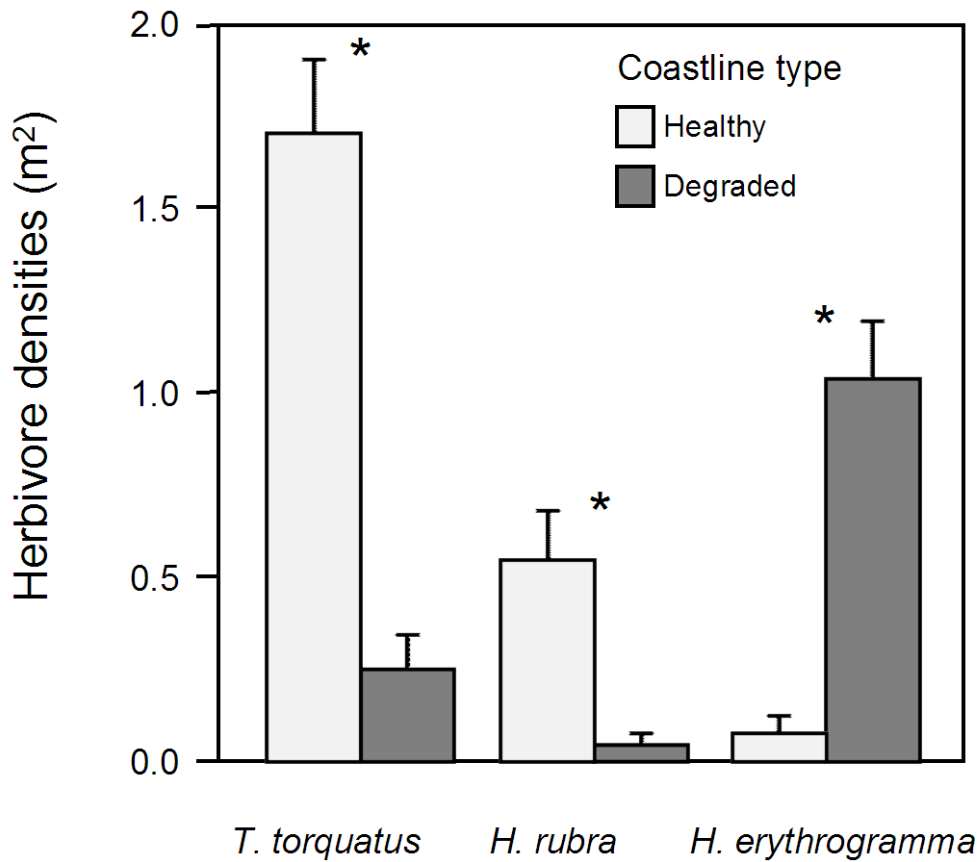 Herbivore densities (m²)
2.0
1.5
1.0
0.5
0.0
*
*
*
Coastline type
Healthy
Degraded
T. torquatus H. rubra H. erythrogramma